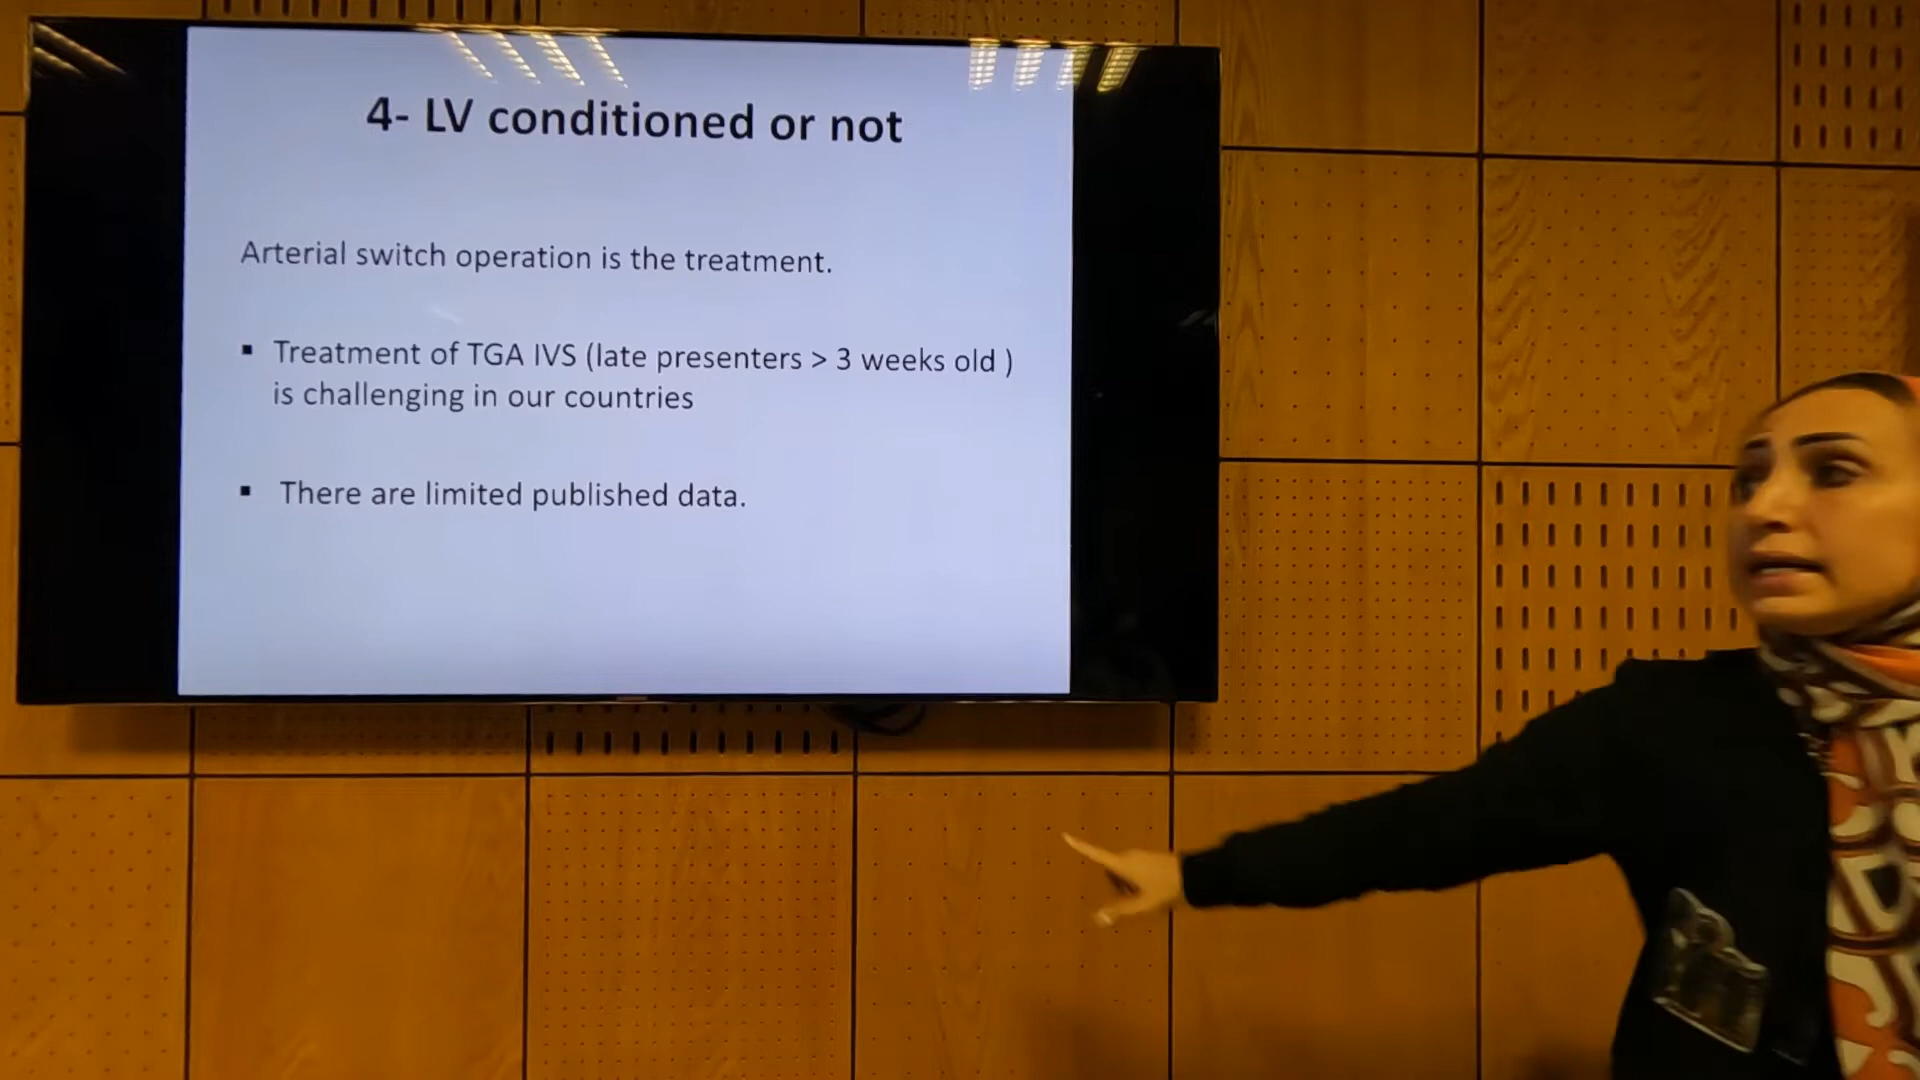 4- LV conditioned or not
Arterial switch operation is the treatment.
▪ Treatment of TGA IVS (late presenters > 3 weeks old )
is challenging in our countries
▪ There are limited published data.